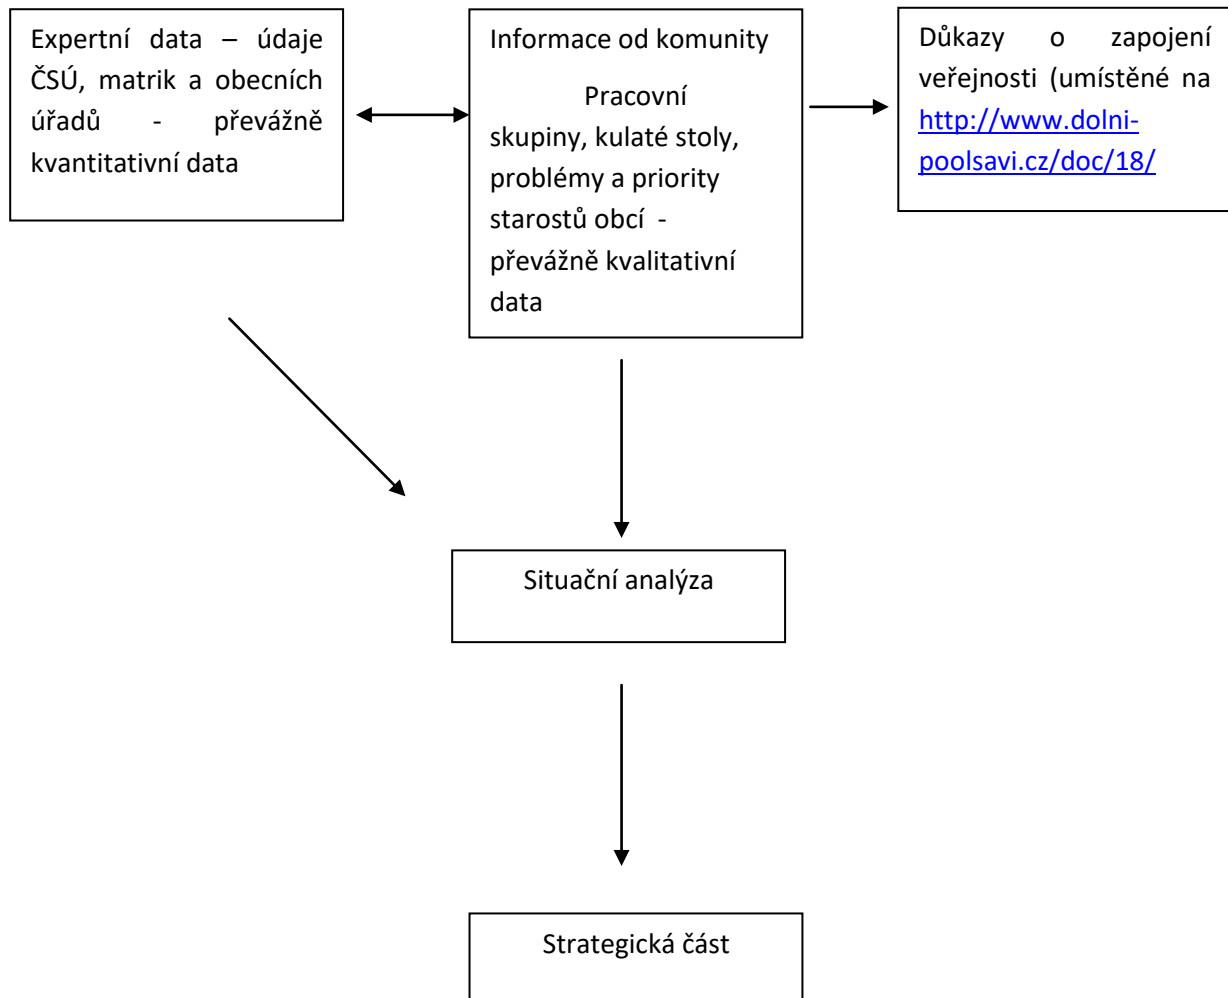 Expertní data – údaje
ČSÚ, matrik a obecních
úřadů - převážně
kvantitativní data
Informace od komunity
Pracovní
skupiny, kulaté stoly,
problémy a priority
starostů obcí -
převážně kvalitativní
data
Důkazy o zapojení
veřejnosti (umístěné na
http://www.dolni-
poolsavi.cz/doc/18/
Situační analýza
Strategická část